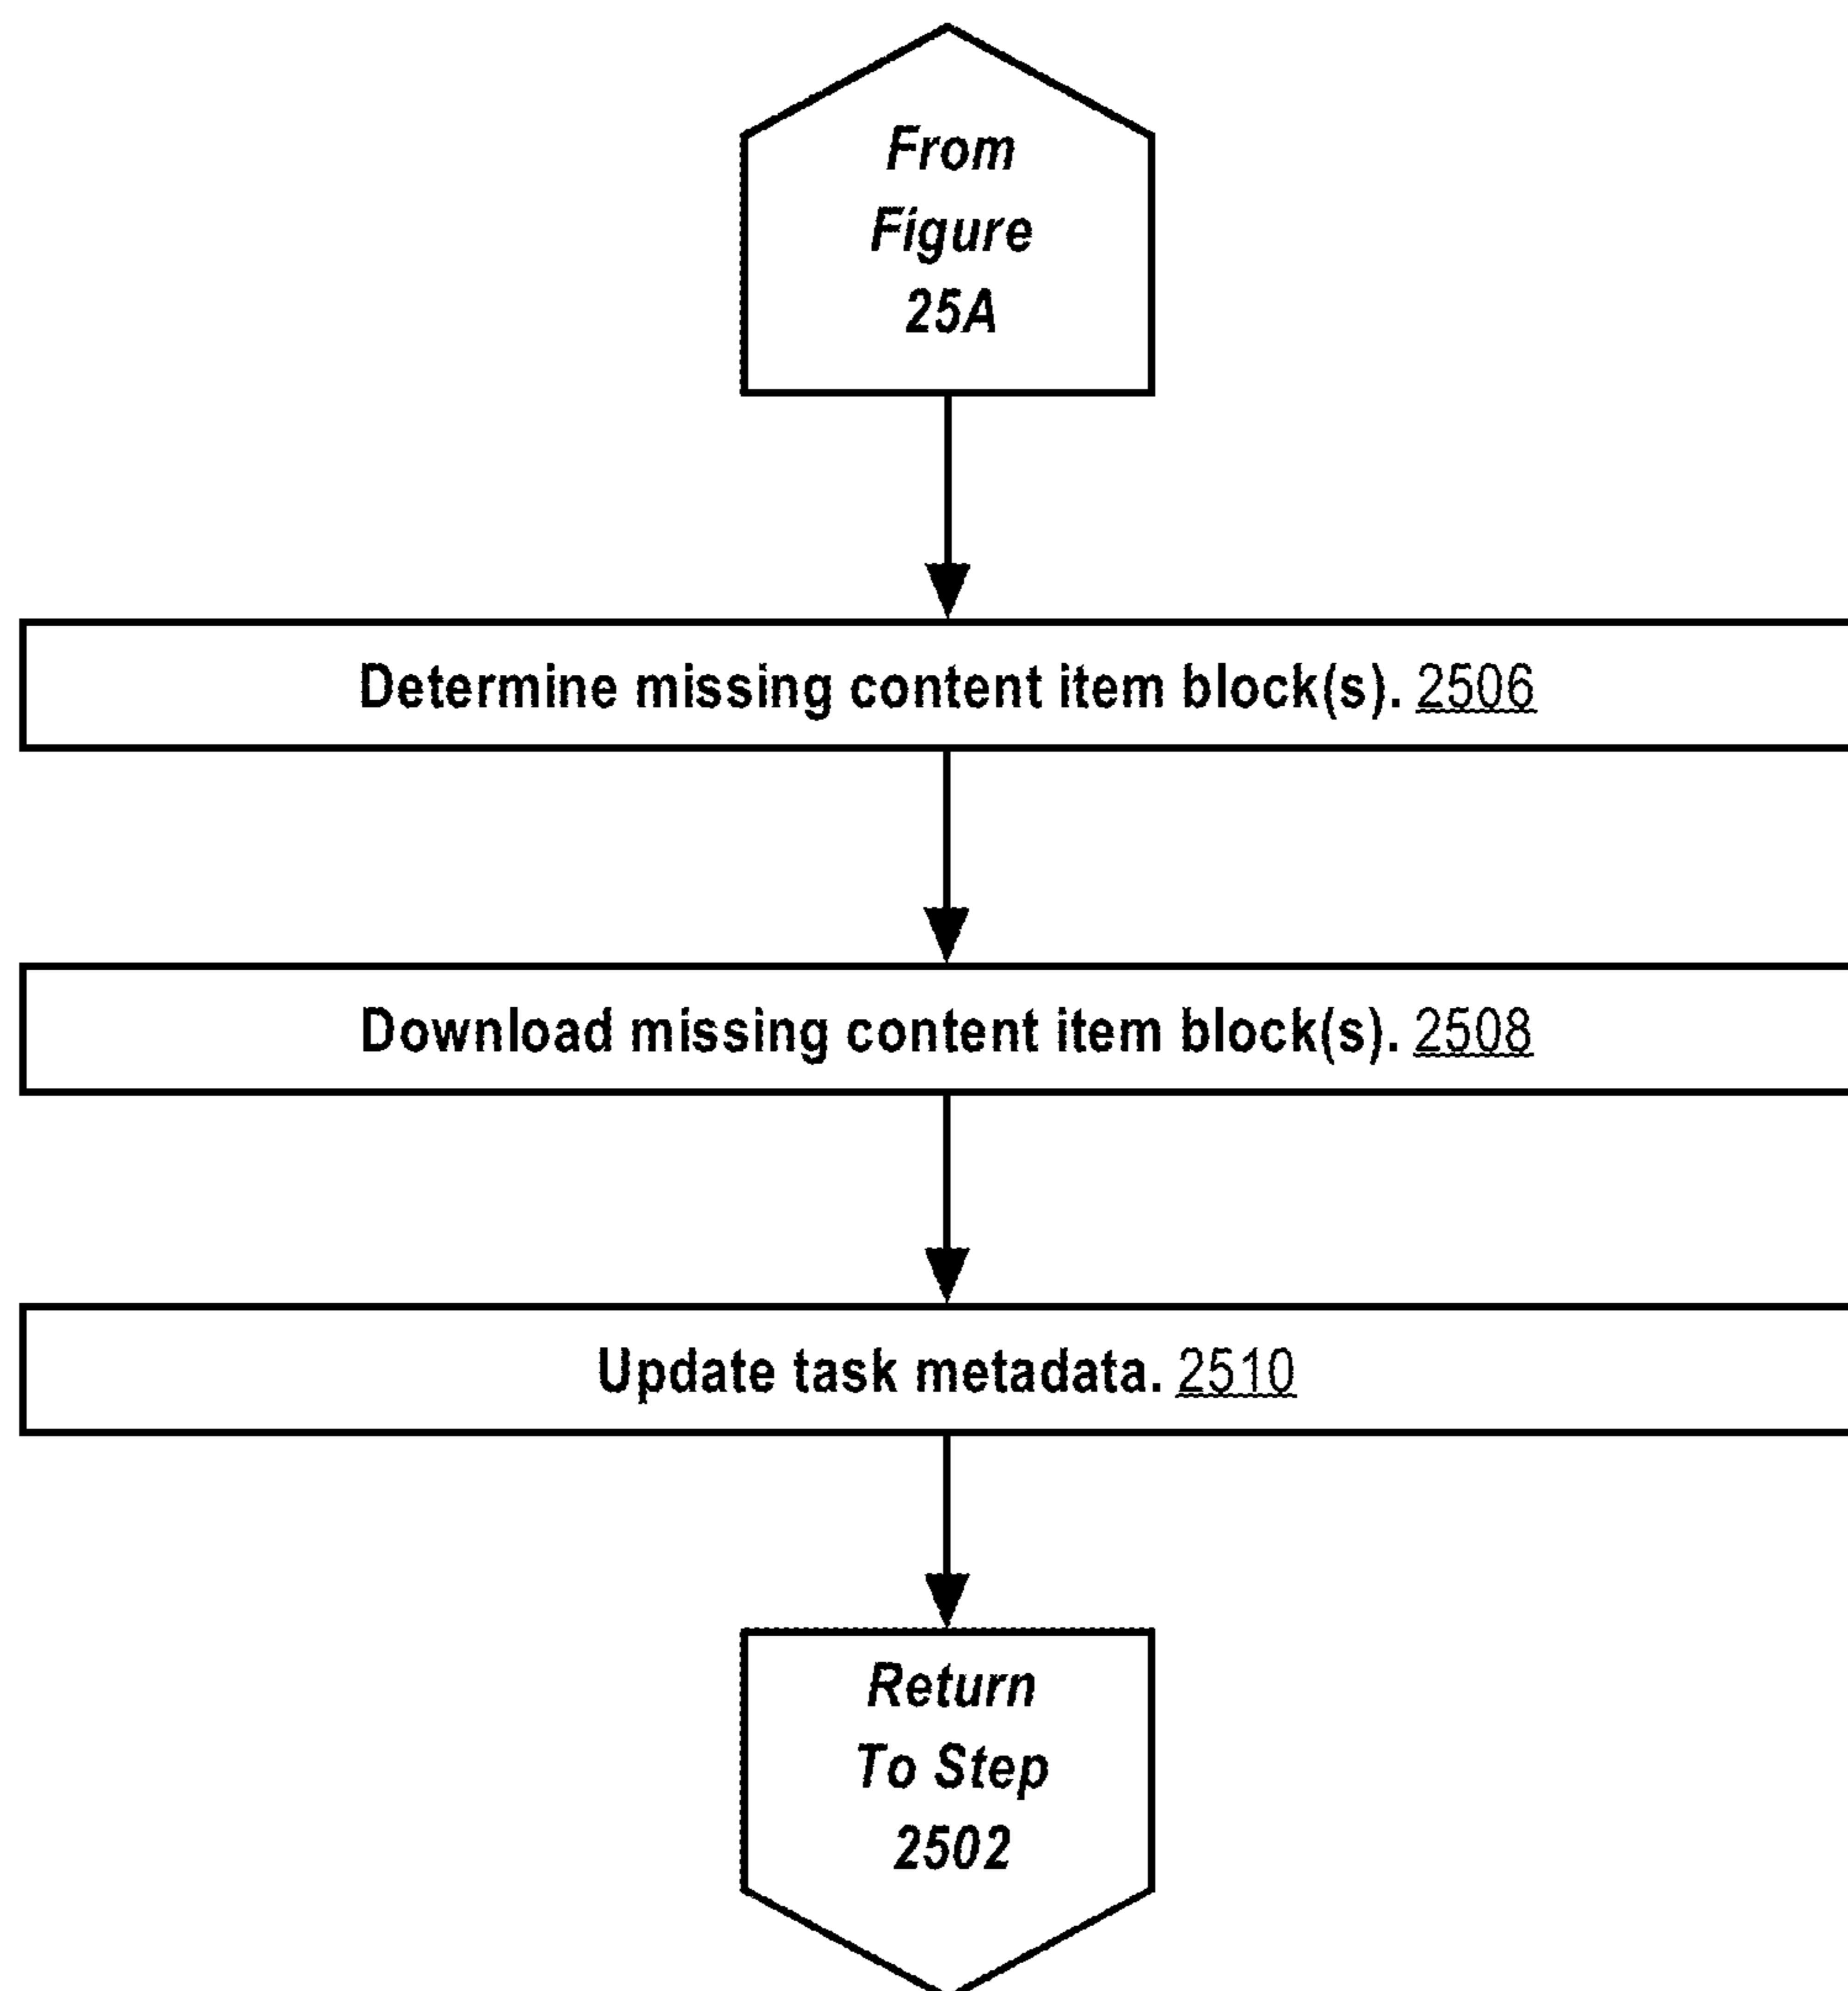 From
Figure
25A
Determine missing content item block(s). 2506
Download missing content item block(s). 2508
Update task metadata. 2510
Return
To Step
2502